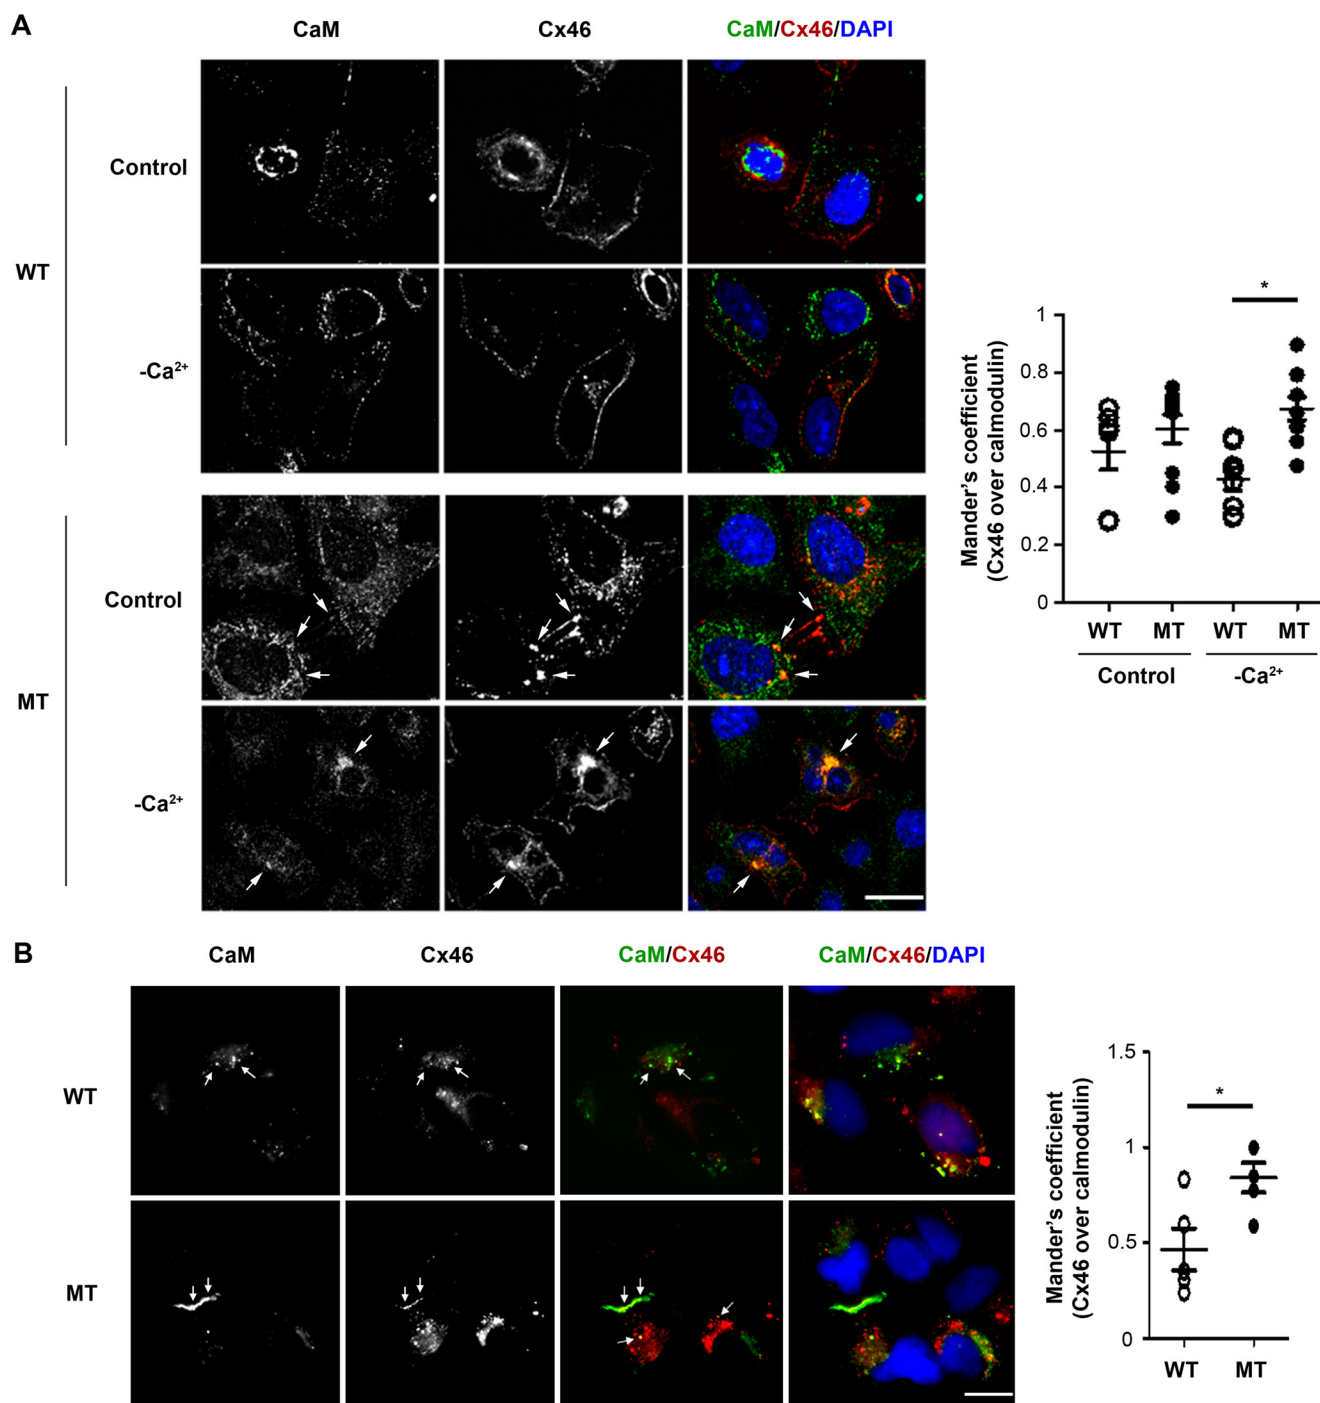 A
CaM
Cx46
CaM/Cx46/DAPI
WT
Control
-Ca²⁺
MT
Control
-Ca²⁺
Mander's coefficient
(Cx46 over calmodulin)
1
0.8
0.6
0.4
0.2
0
*
WT
MT
WT
MT
Control
-Ca²⁺
B
CaM
Cx46
CaM/Cx46
CaM/Cx46/DAPI
WT
MT
Mander's coefficient
(Cx46 over calmodulin)
1.5
1
0.5
0
*
WT
MT